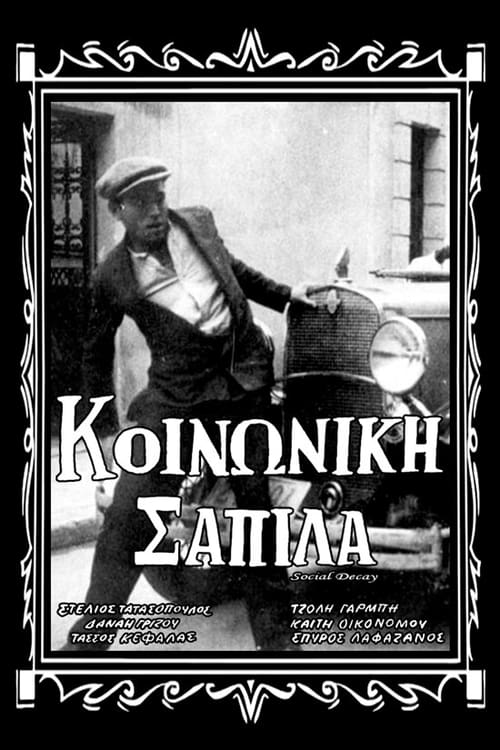 ΚΟΙΝΩΝΙΚΗ
ΣΑΠΙΛΑ
Social Decay
ΣΤΕΛΙΟΣ ΤΑΤΑΣΟΠΟΥΛΟΣ
ΔΑΝΑΗ ΓΡΙΖΟΥ
ΤΑΣΣΟΣ ΚΕΦΑΛΑΣ
ΤΖΟΛΗ ΓΑΡΜΠΗ
ΚΑΙΤΗ ΟΙΚΟΝΟΜΟΥ
ΣΠΥΡΟΣ ΛΑΦΑΖΑΝΟΣ